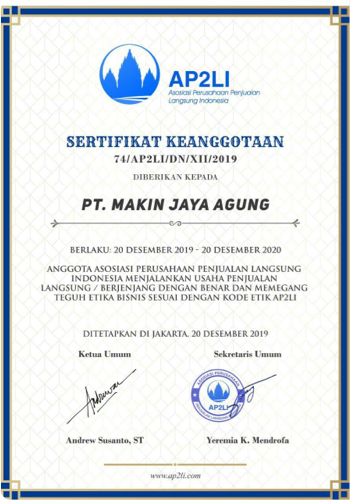 AP2LI
Asosiasi Perusahaan Penjualan
Langsung Indonesia
SERTIFIKAT KEANGGOTAAN
74/AP2LI/DN/XII/2019
DIBERIKAN KEPADA
PT. MAKIN JAYA AGUNG
BERLAKU: 20 DESEMBER 2019 - 20 DESEMBER 2020
ANGGOTA ASOSIASI PERUSAHAAN PENJUALAN LANGSUNG
INDONESIA MENJALANKAN USAHA PENJUALAN
LANGSUNG / BERJENJANG DENGAN BENAR DAN MEMEGANG
TEGUH ETIKA BISNIS SESUAI DENGAN KODE ETIK AP2LI
DITETAPKAN DI JAKARTA, 20 DESEMBER 2019
Ketua Umum
Sekretaris Umum
AP2LI
Andrew Susanto, ST
Yeremia K. Mendrofa
www.ap2li.com